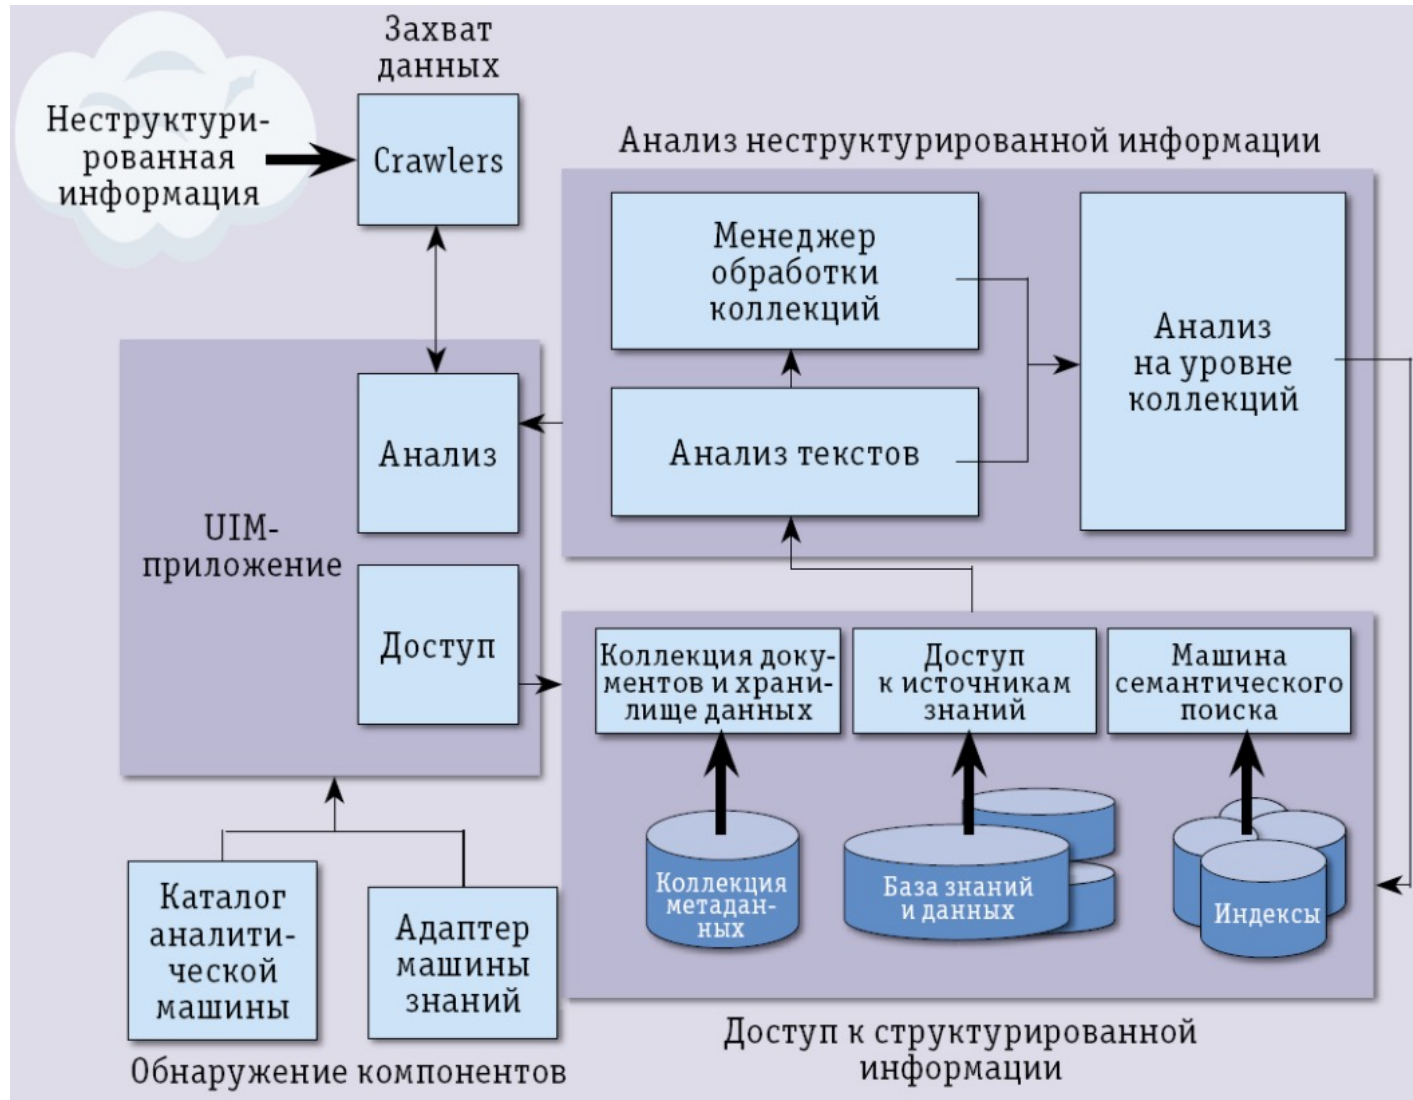 Захват
данных
Неструктури-
рованная
информация
Crawlers
Анализ неструктурированной информации
Менеджер
обработки
коллекций
Анализ
на уровне
коллекций
Анализ текстов
Анализ
UIM-
приложение
Доступ
Коллекция доку-
ментов и храни-
лище данных
Доступ
к источникам
знаний
Машина
семантического
поиска
Коллекция
метадан-
ных
База знаний
и данных
Индексы
Каталог
аналити-
ческой
машины
Адаптер
машины
знаний
Обнаружение компонентов
Доступ к структурированной
информации